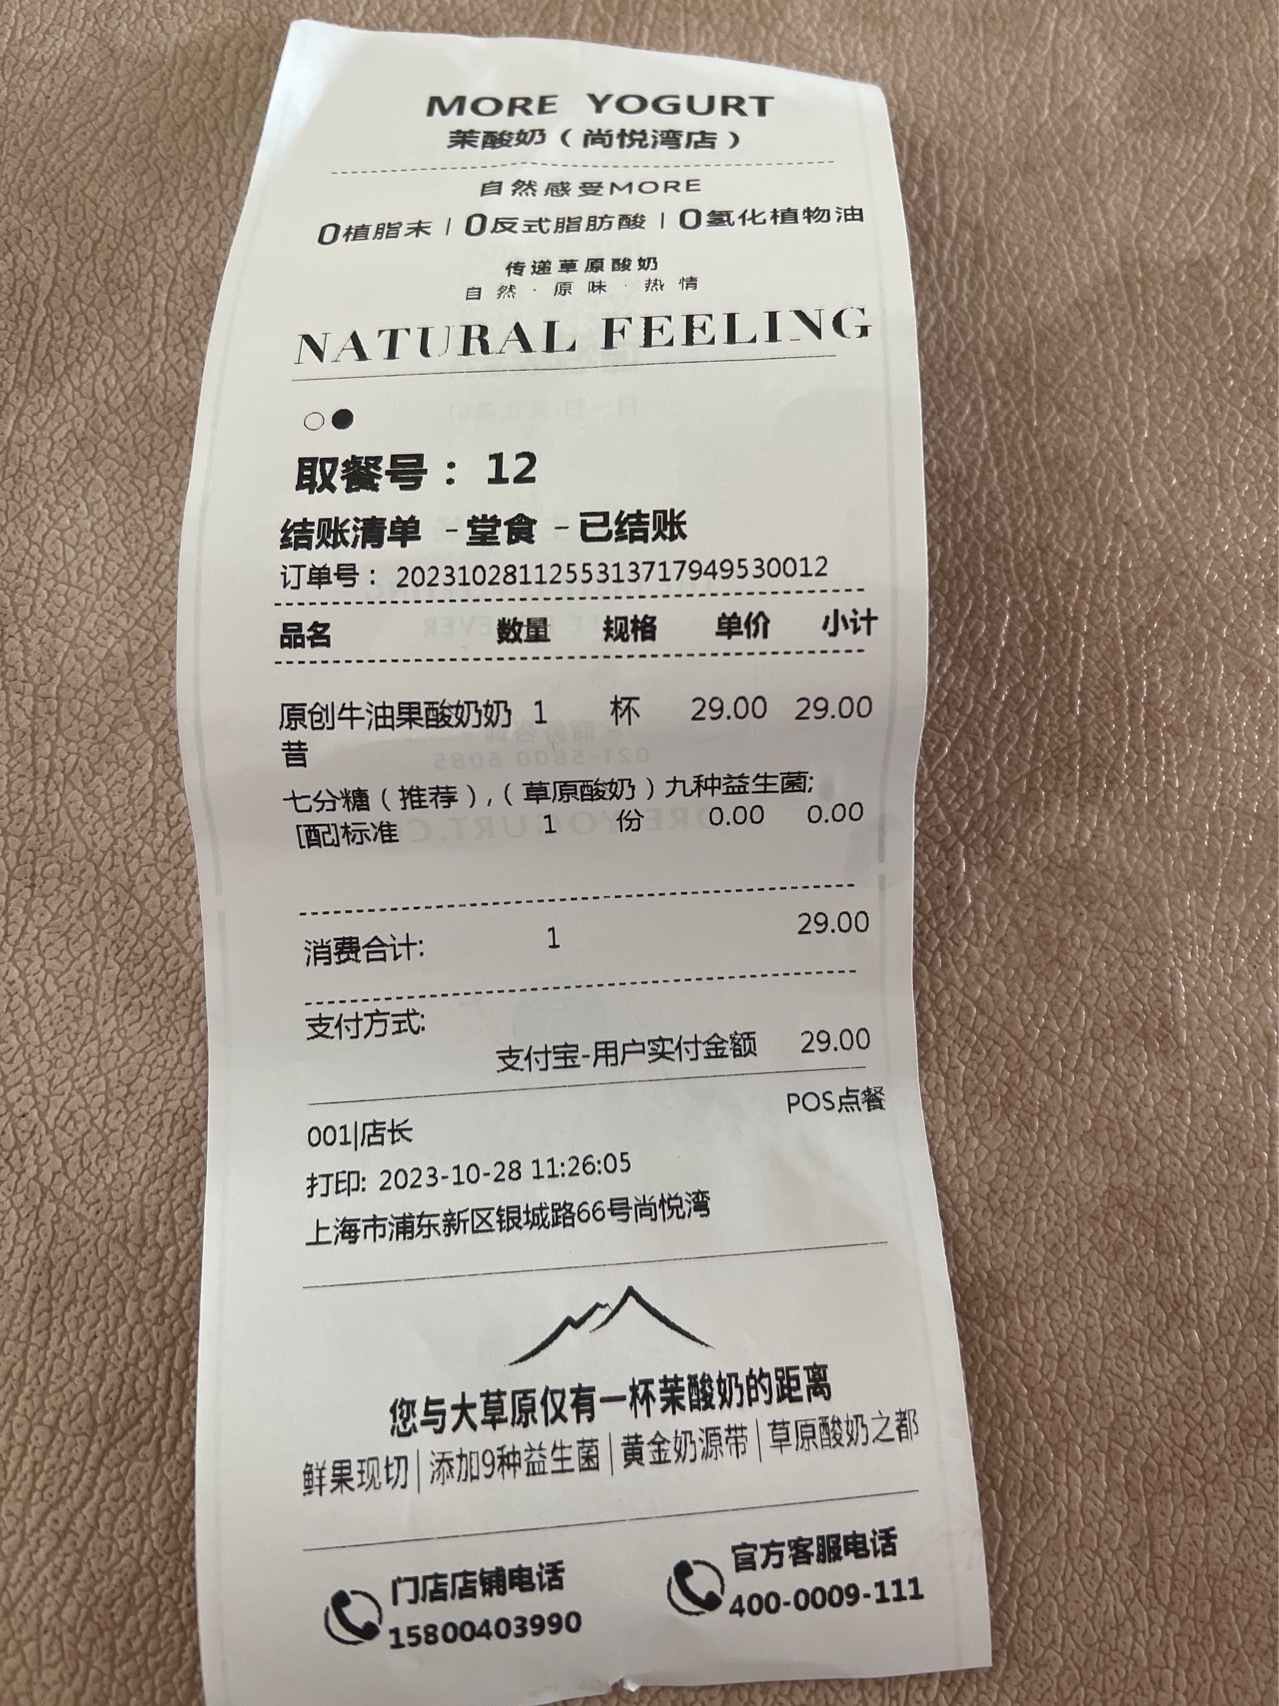 MORE YOGURT
茉酸奶（尚悦湾店）
自然感受MORE
0植脂末 | 0反式脂肪酸 | 0氢化植物油
传递草原酸奶
自然·原味·热情
NATURAL FEELING
取餐号：12
结账清单 -堂食 -已结账
订单号：20231028112553137179495300​12
品名 数量 规格 单价 小计
原创牛油果酸奶奶 1 杯 29.00 29.00
昔
七分糖（推荐）,（草原酸奶）九种益生菌;
[配]标准 1 份 0.00 0.00
消费合计: 1 29.00
支付方式:
支付宝-用户实付金额 29.00
POS点餐
001|店长
打印: 2023-10-28 11:26:05
上海市浦东新区银城路66号尚悦湾
您与大草原仅有一杯茉酸奶的距离
鲜果现切|添加9种益生菌|黄金奶源带|草原酸奶之都
门店店铺电话
15800403990
官方客服电话
400-0009-111